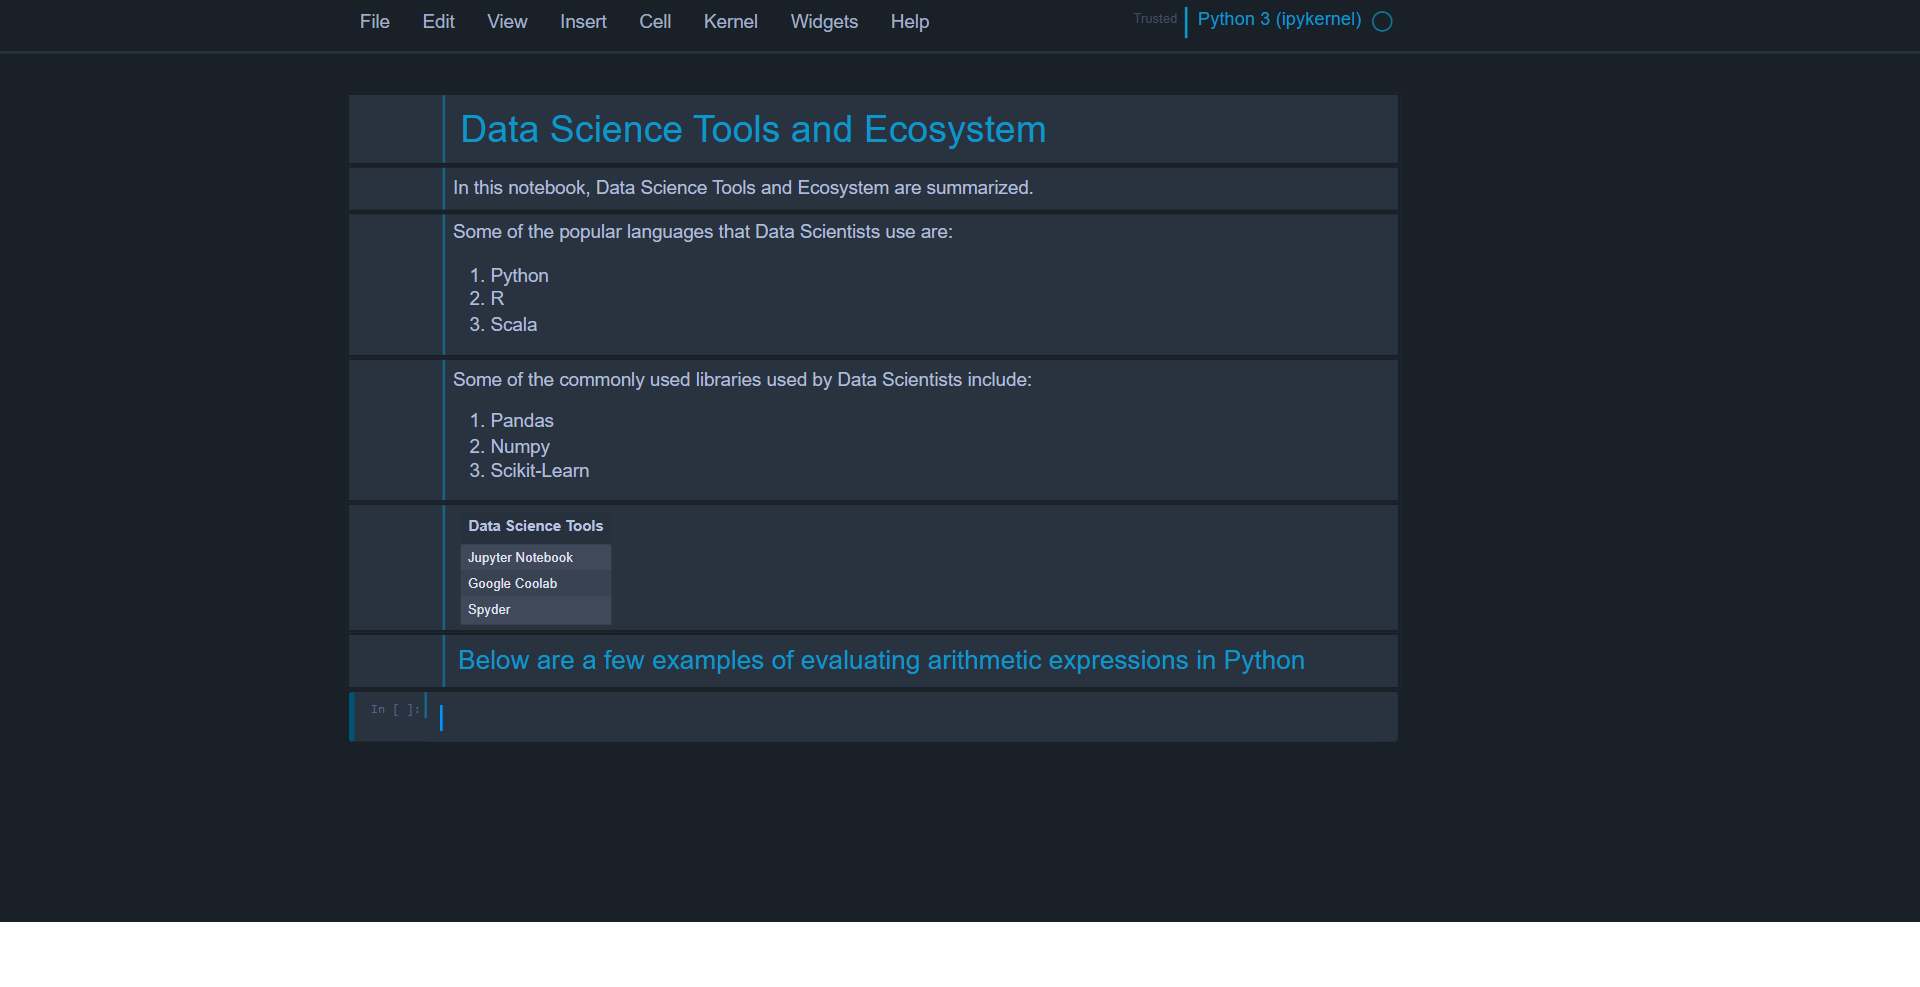 File Edit View Insert Cell Kernel Widgets Help Trusted Python 3 (ipykernel)
Data Science Tools and Ecosystem
In this notebook, Data Science Tools and Ecosystem are summarized.
Some of the popular languages that Data Scientists use are:
1. Python
2. R
3. Scala
Some of the commonly used libraries used by Data Scientists include:
1. Pandas
2. Numpy
3. Scikit-Learn
Data Science Tools
Jupyter Notebook
Google Coolab
Spyder
Below are a few examples of evaluating arithmetic expressions in Python
In [ ]: